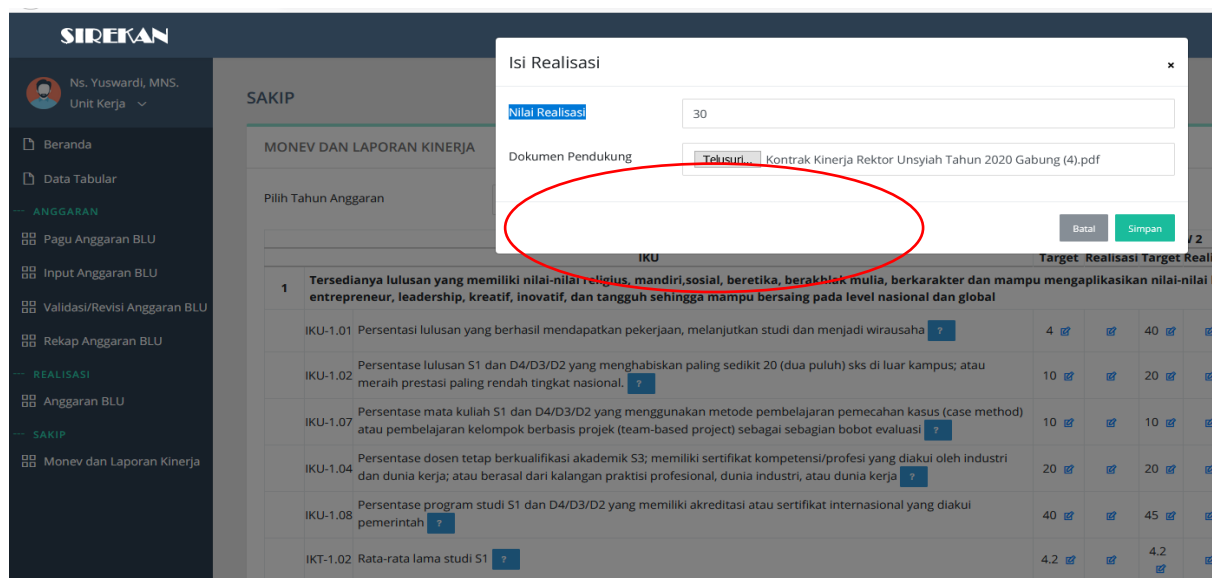 SIREKAN
Ns. Yuswardi, MNS.
Unit Kerja
Beranda
Data Tabular
ANGGARAN
Pagu Anggaran BLU
Input Anggaran BLU
Validasi/Revisi Anggaran BLU
Rekap Anggaran BLU
REALISASI
Anggaran BLU
SAKIP
Monev dan Laporan Kinerja
SAKIP
MONEV DAN LAPORAN KINERJA
Pilih Tahun Anggaran
Isi Realisasi
×
Nilai Realisasi 30
Dokumen Pendukung Telusuri... Kontrak Kinerja Rektor Unsyiah Tahun 2020 Gabung (4).pdf
Batal Simpan
2
IKU Target Realisasi Target
1 Tersedianya lulusan yang memiliki nilai-nilai religius, mandiri,sosial, beretika, berakhlak mulia, berkarakter dan mampu mengaplikasikan nilai-nilai
entrepreneur, leadership, kreatif, inovatif, dan tangguh sehingga mampu bersaing pada level nasional dan global
IKU-1.01 Persentasi lulusan yang berhasil mendapatkan pekerjaan, melanjutkan studi dan menjadi wirausaha ? 4 40
IKU-1.02 Persentase lulusan S1 dan D4/D3/D2 yang menghabiskan paling sedikit 20 (dua puluh) sks di luar kampus; atau
meraih prestasi paling rendah tingkat nasional. ? 10 20
IKU-1.07 Persentase mata kuliah S1 dan D4/D3/D2 yang menggunakan metode pembelajaran pemecahan kasus (case method)
atau pembelajaran kelompok berbasis projek (team-based project) sebagai sebagian bobot evaluasi ? 10 10
IKU-1.04 Persentase dosen tetap berkualifikasi akademik S3; memiliki sertifikat kompetensi/profesi yang diakui oleh industri
dan dunia kerja; atau berasal dari kalangan praktisi profesional, dunia industri, atau dunia kerja ? 20 20
IKU-1.08 Persentase program studi S1 dan D4/D3/D2 yang memiliki akreditasi atau sertifikat internasional yang diakui
pemerintah ? 40 45
IKT-1.02 Rata-rata lama studi S1 ? 4.2 4.2